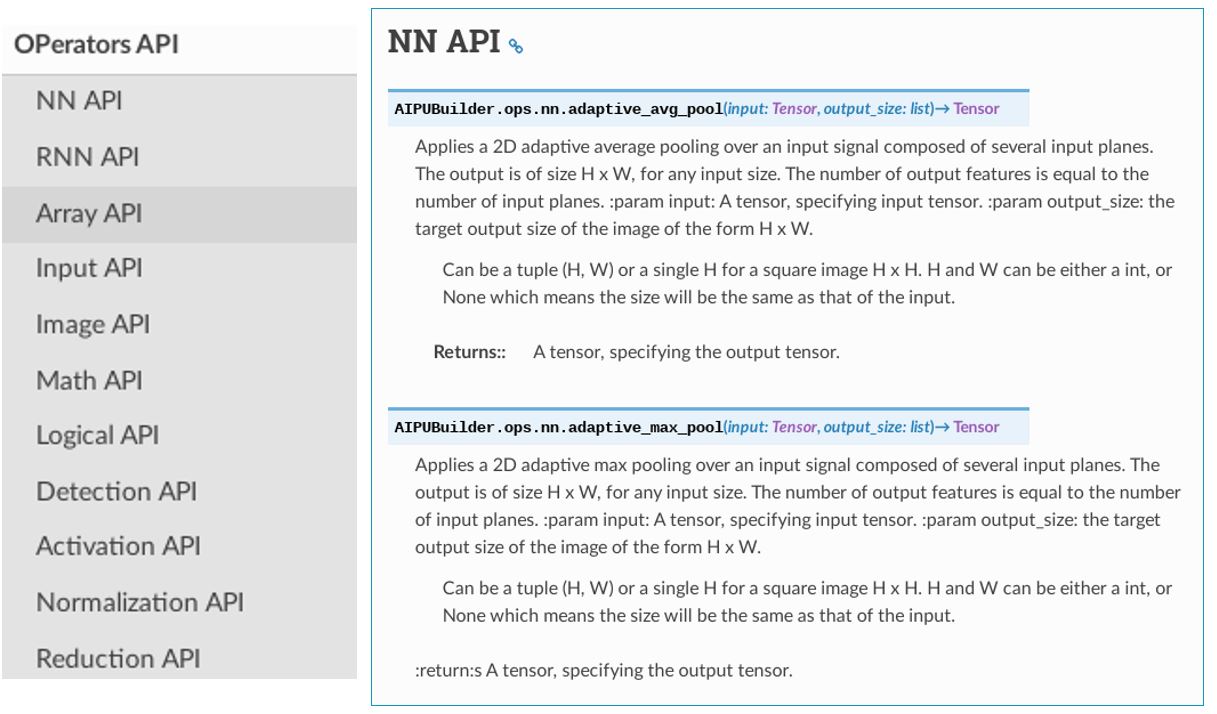 OPerators API
NN API
RNN API
Array API
Input API
Image API
Math API
Logical API
Detection API
Activation API
Normalization API
Reduction API
NN API
AIPUBuilder.ops.nn.adaptive_avg_pool(input: Tensor, output_size: list)→ Tensor
Applies a 2D adaptive average pooling over an input signal composed of several input planes.
The output is of size H x W, for any input size. The number of output features is equal to the
number of input planes. :param input: A tensor, specifying input tensor. :param output_size: the
target output size of the image of the form H x W.
Can be a tuple (H, W) or a single H for a square image H x H. H and W can be either a int, or
None which means the size will be the same as that of the input.
Returns:: A tensor, specifying the output tensor.
AIPUBuilder.ops.nn.adaptive_max_pool(input: Tensor, output_size: list)→ Tensor
Applies a 2D adaptive max pooling over an input signal composed of several input planes. The
output is of size H x W, for any input size. The number of output features is equal to the number
of input planes. :param input: A tensor, specifying input tensor. :param output_size: the target
output size of the image of the form H x W.
Can be a tuple (H, W) or a single H for a square image H x H. H and W can be either a int, or
None which means the size will be the same as that of the input.
:return:s A tensor, specifying the output tensor.